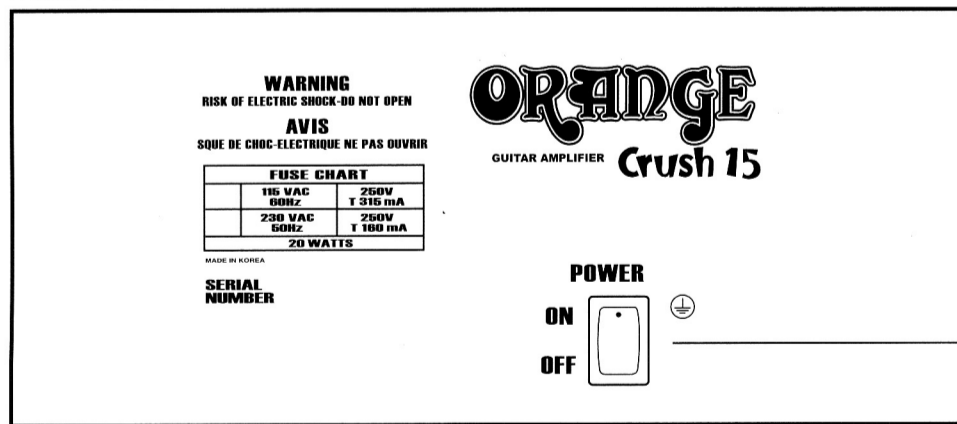 WARNING
RISK OF ELECTRIC SHOCK-DO NOT OPEN
AVIS
SQUE DE CHOC-ELECTRIQUE NE PAS OUVRIR
FUSE CHART
115 VAC 250V
60Hz T 315 mA
230 VAC 250V
50Hz T 160 mA
20 WATTS
MADE IN KOREA
SERIAL
NUMBER
ORANGE
GUITAR AMPLIFIER Crush 15
POWER
ON
OFF